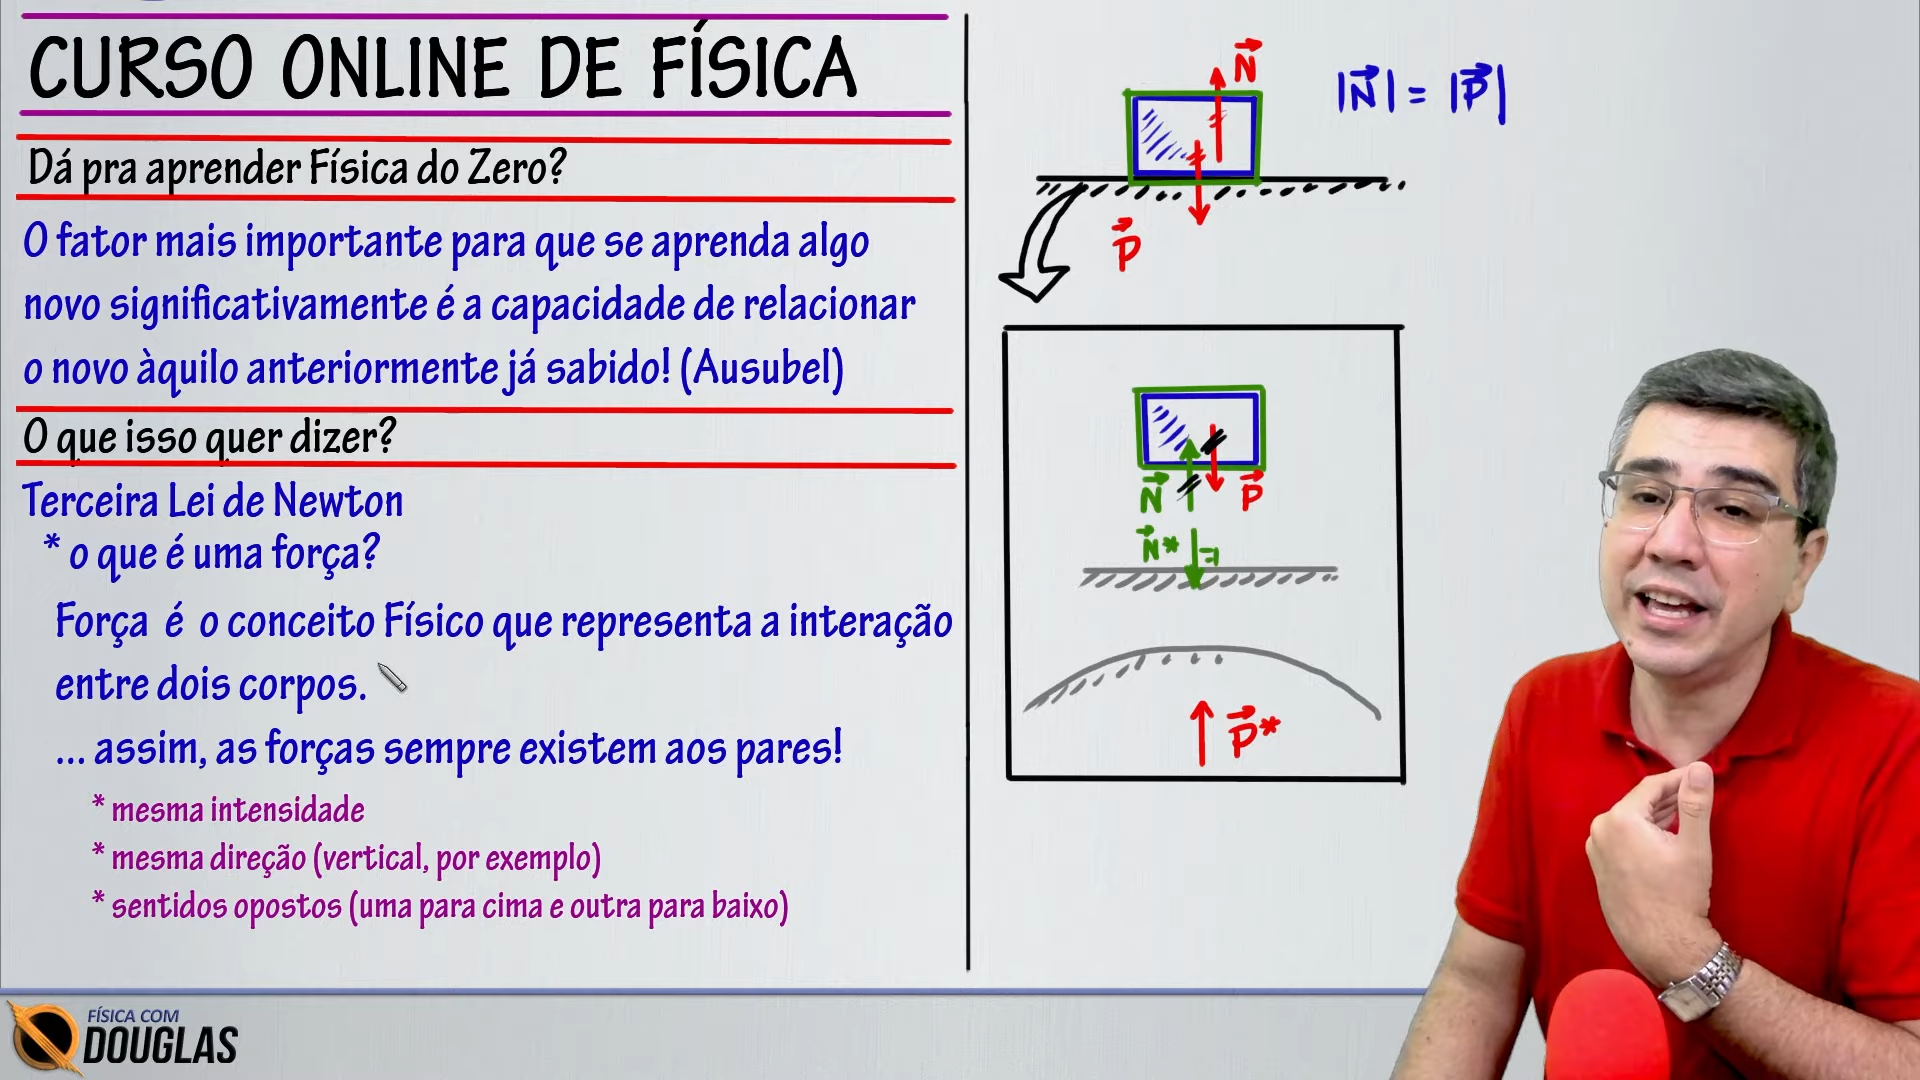 CURSO ONLINE DE FÍSICA
Dá pra aprender Física do Zero?
O fator mais importante para que se aprenda algo
novo significativamente é a capacidade de relacionar
o novo àquilo anteriormente já sabido! (Ausubel)
O que isso quer dizer?
Terceira Lei de Newton
* o que é uma força?
Força é o conceito Físico que representa a interação
entre dois corpos.
... assim, as forças sempre existem aos pares!
* mesma intensidade
* mesma direção (vertical, por exemplo)
* sentidos opostos (uma para cima e outra para baixo)
FÍSICA COM
DOUGLAS
N⃗
|N⃗| = |P⃗|
P⃗
N⃗
P⃗
N⃗*
P⃗*